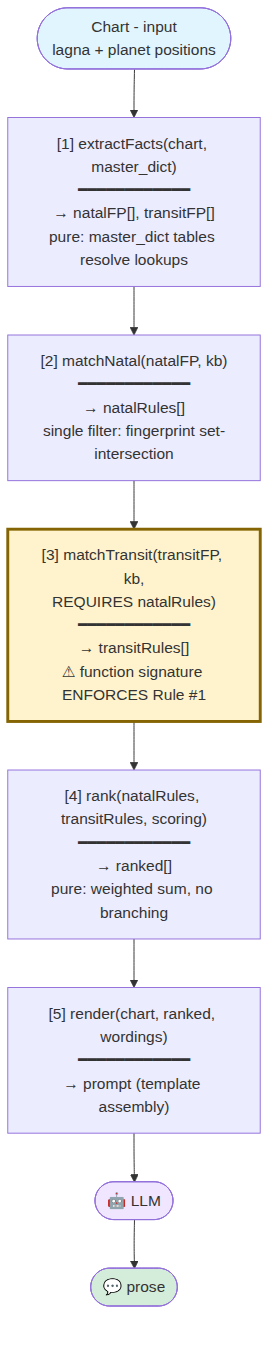 Chart - input
lagna + planet positions
[1] extractFacts(chart,
master_dict)
━━━━━━━━━━━━
→ natalFP[], transitFP[]
pure: master_dict tables
resolve lookups
[2] matchNatal(natalFP, kb)
━━━━━━━━━━━━
→ natalRules[]
single filter: fingerprint set-
intersection
[3] matchTransit(transitFP,
kb,
REQUIRES natalRules)
━━━━━━━━━━━━
→ transitRules[]
⚠ function signature
ENFORCES Rule #1
[4] rank(natalRules,
transitRules, scoring)
━━━━━━━━━━━━
→ ranked[]
pure: weighted sum, no
branching
[5] render(chart, ranked,
wordings)
━━━━━━━━━━━━
→ prompt (template
assembly)
🤖 LLM
💬 prose